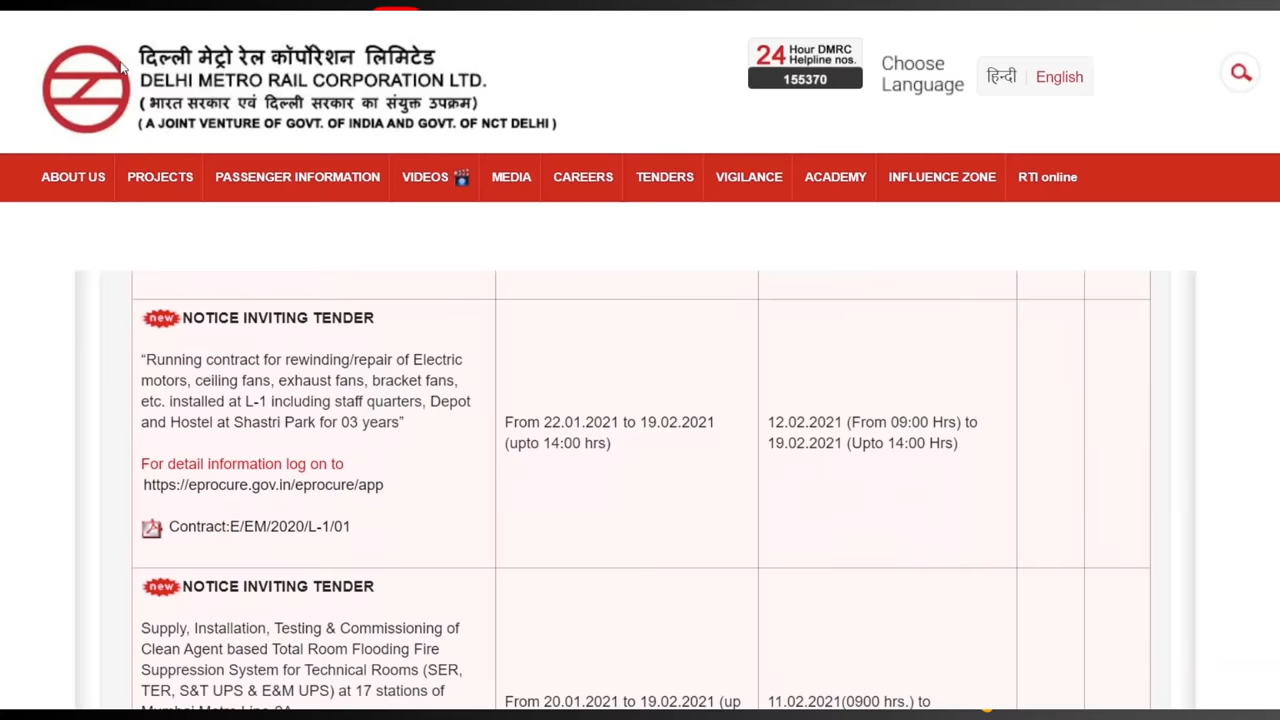 दिल्ली मेट्रो रेल कॉर्पोरेशन लिमिटेड
DELHI METRO RAIL CORPORATION LTD.
( भारत सरकार एवं दिल्ली सरकार का संयुक्त उपक्रम )
( A JOINT VENTURE OF GOVT. OF INDIA AND GOVT. OF NCT DELHI )
24 Hour DMRC Helpline nos.
155370
Choose Language
हिन्दी | English
ABOUT US PROJECTS PASSENGER INFORMATION VIDEOS MEDIA CAREERS TENDERS VIGILANCE ACADEMY INFLUENCE ZONE RTI online
new NOTICE INVITING TENDER
“Running contract for rewinding/repair of Electric
motors, ceiling fans, exhaust fans, bracket fans,
etc. installed at L-1 including staff quarters, Depot
and Hostel at Shastri Park for 03 years”
For detail information log on to
https://eprocure.gov.in/eprocure/app
Contract:E/EM/2020/L-1/01
From 22.01.2021 to 19.02.2021
(upto 14:00 hrs)
12.02.2021 (From 09:00 Hrs) to
19.02.2021 (Upto 14:00 Hrs)
new NOTICE INVITING TENDER
Supply, Installation, Testing & Commissioning of
Clean Agent based Total Room Flooding Fire
Suppression System for Technical Rooms (SER,
TER, S&T UPS & E&M UPS) at 17 stations of
From 20.01.2021 to 19.02.2021 (up
11.02.2021(0900 hrs.) to